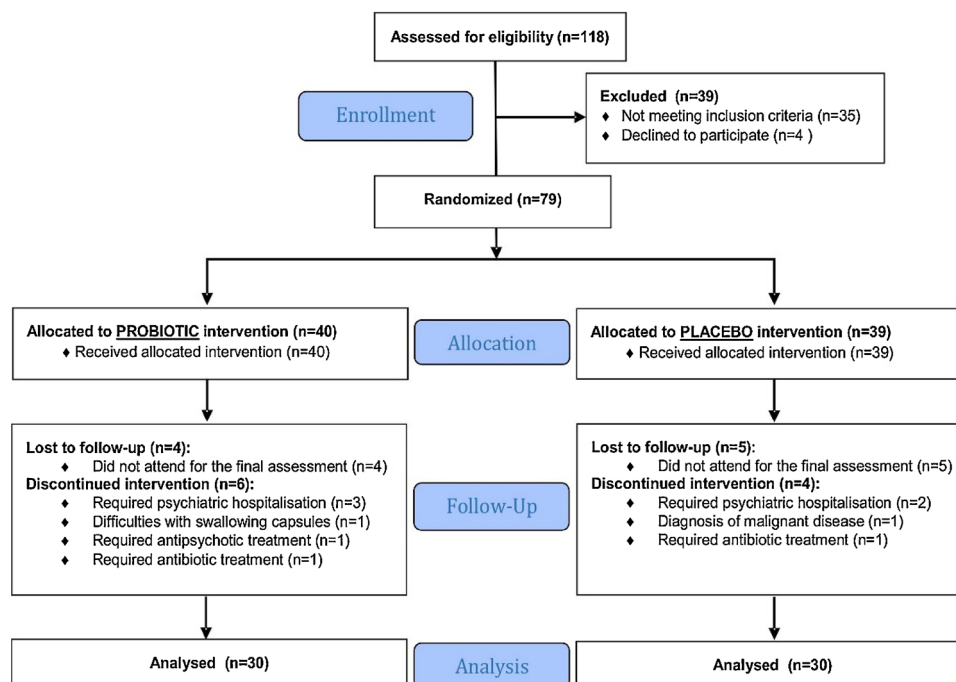 Assessed for eligibility (n=118)
Enrollment
Excluded (n=39)
♦ Not meeting inclusion criteria (n=35)
♦ Declined to participate (n=4 )
Randomized (n=79)
Allocated to PROBIOTIC intervention (n=40)
♦ Received allocated intervention (n=40)
Allocation
Allocated to PLACEBO intervention (n=39)
♦ Received allocated intervention (n=39)
Lost to follow-up (n=4):
♦ Did not attend for the final assessment (n=4)
Discontinued intervention (n=6):
♦ Required psychiatric hospitalisation (n=3)
♦ Difficulties with swallowing capsules (n=1)
♦ Required antipsychotic treatment (n=1)
♦ Required antibiotic treatment (n=1)
Follow-Up
Lost to follow-up (n=5):
♦ Did not attend for the final assessment (n=5)
Discontinued intervention (n=4):
♦ Required psychiatric hospitalisation (n=2)
♦ Diagnosis of malignant disease (n=1)
♦ Required antibiotic treatment (n=1)
Analysed (n=30)
Analysis
Analysed (n=30)